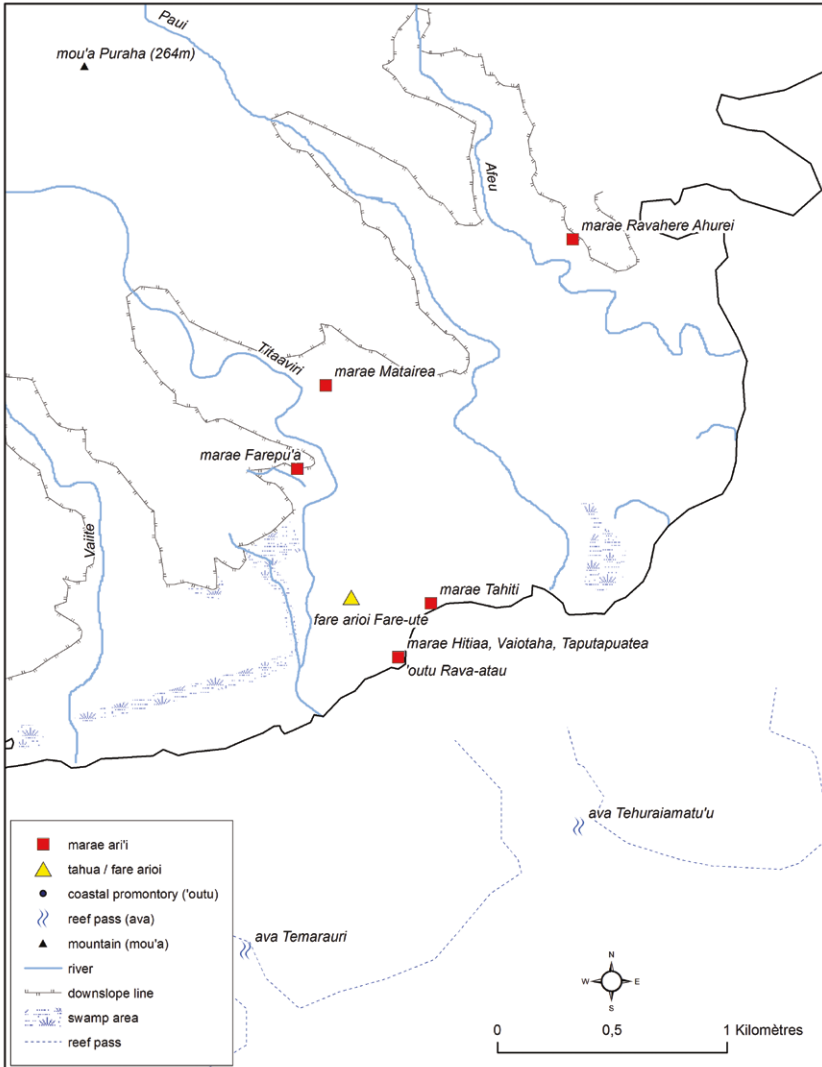 Paui
mou'a Puraha (264m)
Afeu
marae Ravahere Ahurei
Titaaviri
marae Matairea
marae Farepu'a
Vaiite
marae Tahiti
fare arioi Fare-ute
marae Hitiaa, Vaiotaha, Taputapuatea
'outu Rava-atau
ava Tehuraiamatu'u
ava Temarauri
marae ari'i
tahua / fare arioi
coastal promontory ('outu)
reef pass (ava)
mountain (mou'a)
river
downslope line
swamp area
reef pass
N
W E
S
0 0,5 1 Kilomètres